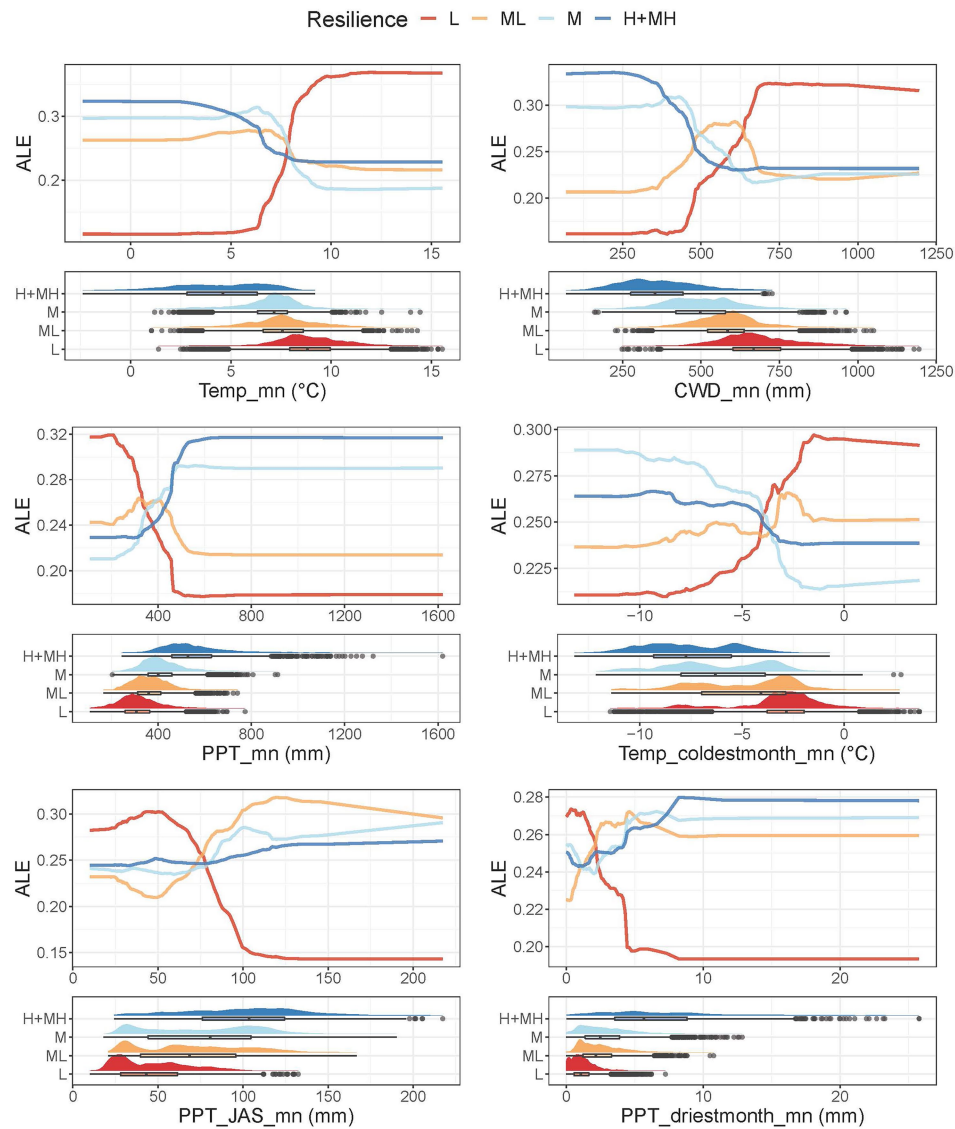 Resilience L ML M H+MH
ALE ALE
0.3 0.30
0.2 0.25
0.20
0 5 10 15 250 500 750 1000 1250
H+MH H+MH
M M
ML ML
L L
0 5 10 15 250 500 750 1000 1250
Temp_mn (°C) CWD_mn (mm)
ALE ALE
0.32 0.300
0.28 0.275
0.24 0.250
0.20 0.225
400 800 1200 1600 −10 −5 0
H+MH H+MH
M M
ML ML
L L
400 800 1200 1600 −10 −5 0
PPT_mn (mm) Temp_coldestmonth_mn (°C)
ALE ALE
0.30 0.28
0.25 0.26
0.20 0.24
0.15 0.22
0.20
0 50 100 150 200 0 10 20
H+MH H+MH
M M
ML ML
L L
0 50 100 150 200 0 10 20
PPT_JAS_mn (mm) PPT_driestmonth_mn (mm)